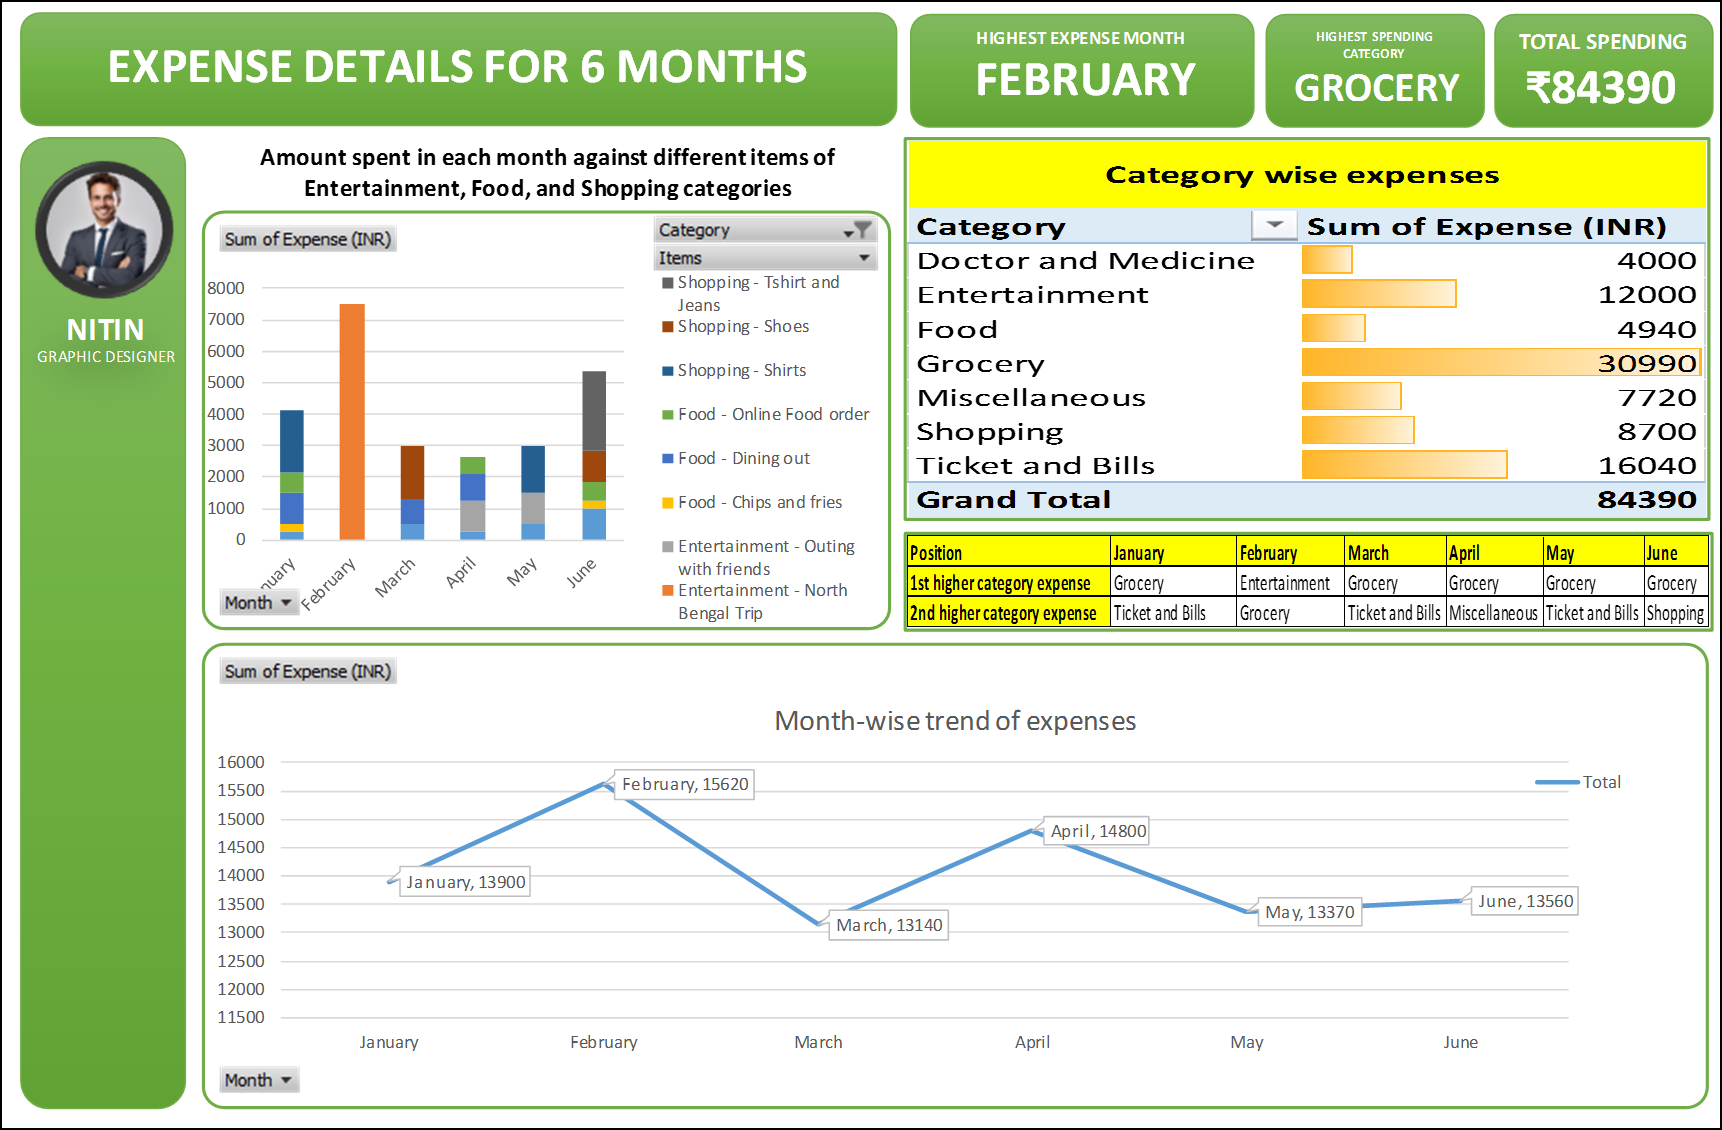 EXPENSE DETAILS FOR 6 MONTHS
HIGHEST EXPENSE MONTH
FEBRUARY
HIGHEST SPENDING
CATEGORY
GROCERY
TOTAL SPENDING
₹84390
NITIN
GRAPHIC DESIGNER
Amount spent in each month against different items of
Entertainment, Food, and Shopping categories
Sum of Expense (INR)
Category
Items
8000
7000
6000
5000
4000
3000
2000
1000
0
nuary
February
March
April
May
June
Month
Shopping - Tshirt and
Jeans
Shopping - Shoes
Shopping - Shirts
Food - Online Food order
Food - Dining out
Food - Chips and fries
Entertainment - Outing
with friends
Entertainment - North
Bengal Trip
Category wise expenses
Category Sum of Expense (INR)
Doctor and Medicine 4000
Entertainment 12000
Food 4940
Grocery 30990
Miscellaneous 7720
Shopping 8700
Ticket and Bills 16040
Grand Total 84390
Position January February March April May June
1st higher category expense Grocery Entertainment Grocery Grocery Grocery Grocery
2nd higher category expense Ticket and Bills Grocery Ticket and Bills Miscellaneous Ticket and Bills Shopping
Sum of Expense (INR)
Month-wise trend of expenses
16000
15500
15000
14500
14000
13500
13000
12500
12000
11500
January, 13900
February, 15620
March, 13140
April, 14800
May, 13370
June, 13560
Total
January February March April May June
Month